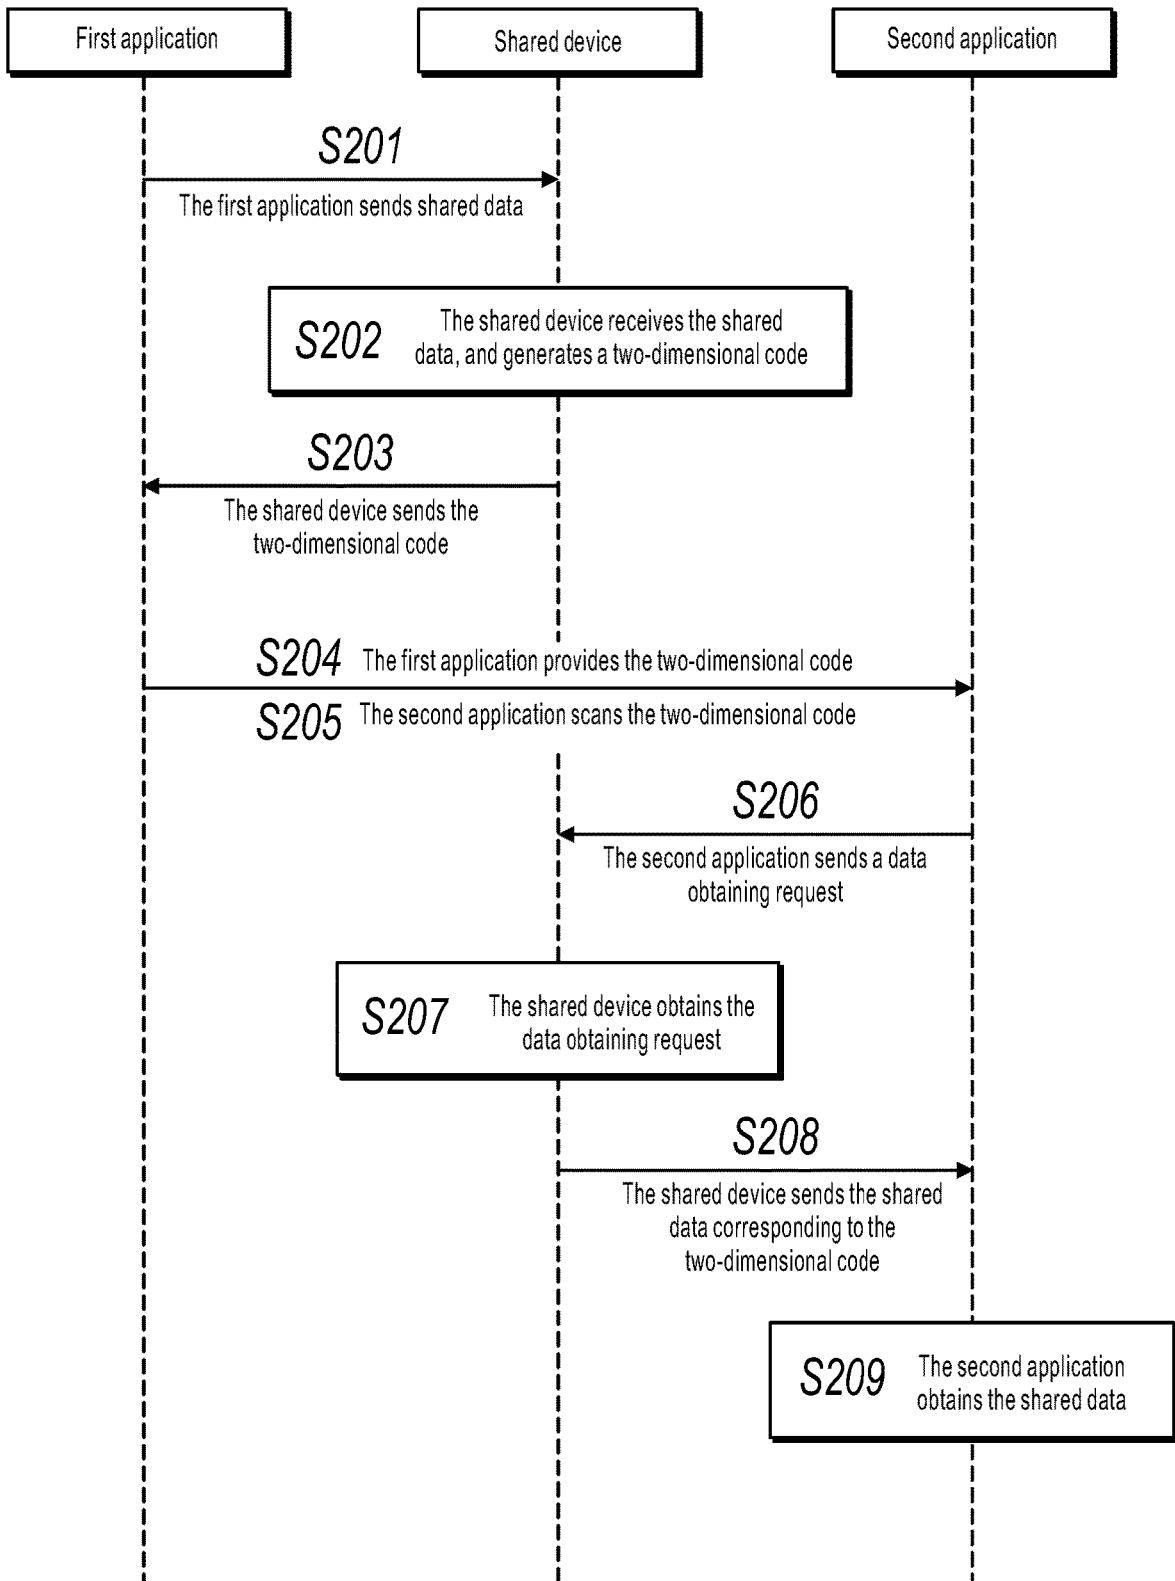 First application
Shared device
Second application
S201
The first application sends shared data
S202
The shared device receives the shared
data, and generates a two-dimensional code
S203
The shared device sends the
two-dimensional code
S204
The first application provides the two-dimensional code
S205
The second application scans the two-dimensional code
S206
The second application sends a data
obtaining request
S207
The shared device obtains the
data obtaining request
S208
The shared device sends the shared
data corresponding to the
two-dimensional code
S209
The second application
obtains the shared data